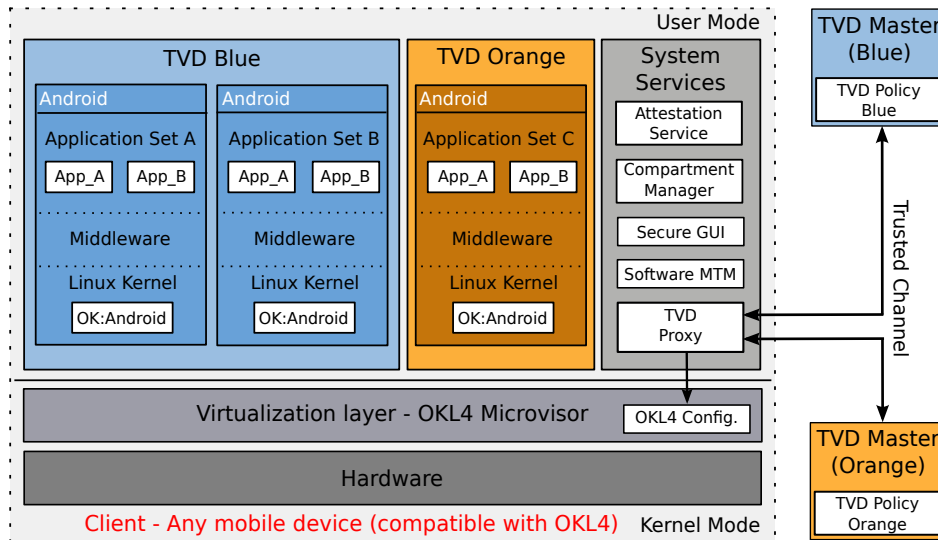 User Mode
TVD Blue
Android
Application Set A
App_A
App_B
Middleware
Linux Kernel
OK:Android
Android
Application Set B
App_A
App_B
Middleware
Linux Kernel
OK:Android
TVD Orange
Android
Application Set C
App_A
App_B
Middleware
Linux Kernel
OK:Android
System
Services
Attestation
Service
Compartment
Manager
Secure GUI
Software MTM
TVD
Proxy
Virtualization layer - OKL4 Microvisor
OKL4 Config.
Hardware
Client - Any mobile device (compatible with OKL4)
Kernel Mode
TVD Master
(Blue)
TVD Policy
Blue
Trusted Channel
TVD Master
(Orange)
TVD Policy
Orange